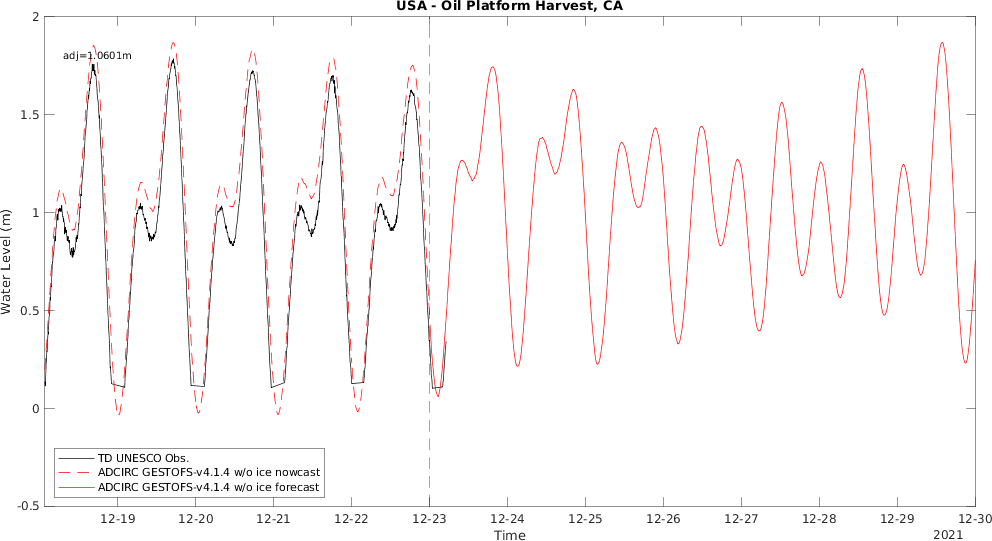 USA - Oil Platform Harvest, CA
adj=1.0601m
Water Level (m)
2
1.5
1
0.5
0
-0.5
TD UNESCO Obs.
ADCIRC GESTOFS-v4.1.4 w/o ice nowcast
ADCIRC GESTOFS-v4.1.4 w/o ice forecast
12-19 12-20 12-21 12-22 12-23 12-24 12-25 12-26 12-27 12-28 12-29 12-30
Time
2021